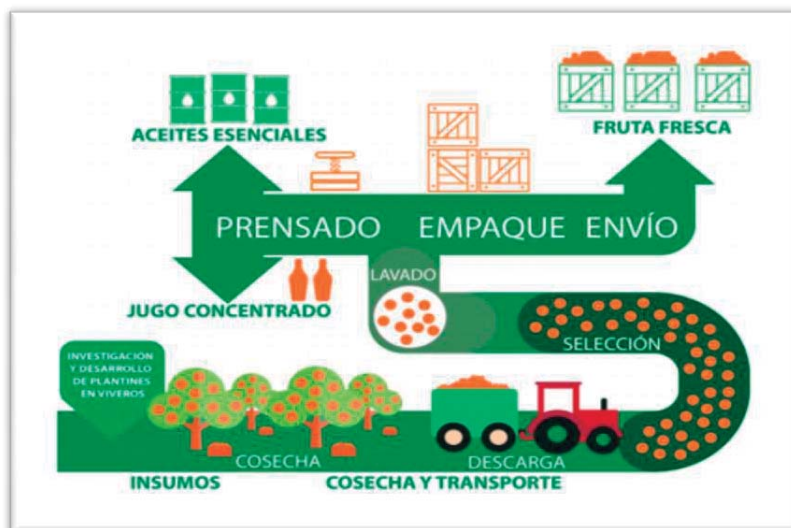 ACEITES ESENCIALES
FRUTA FRESCA
PRENSADO EMPAQUE ENVÍO
LAVADO
JUGO CONCENTRADO
SELECCIÓN
INVESTIGACIÓN
Y DESARROLLO
DE PLANTINES
EN VIVEROS
COSECHA
DESCARGA
INSUMOS
COSECHA Y TRANSPORTE